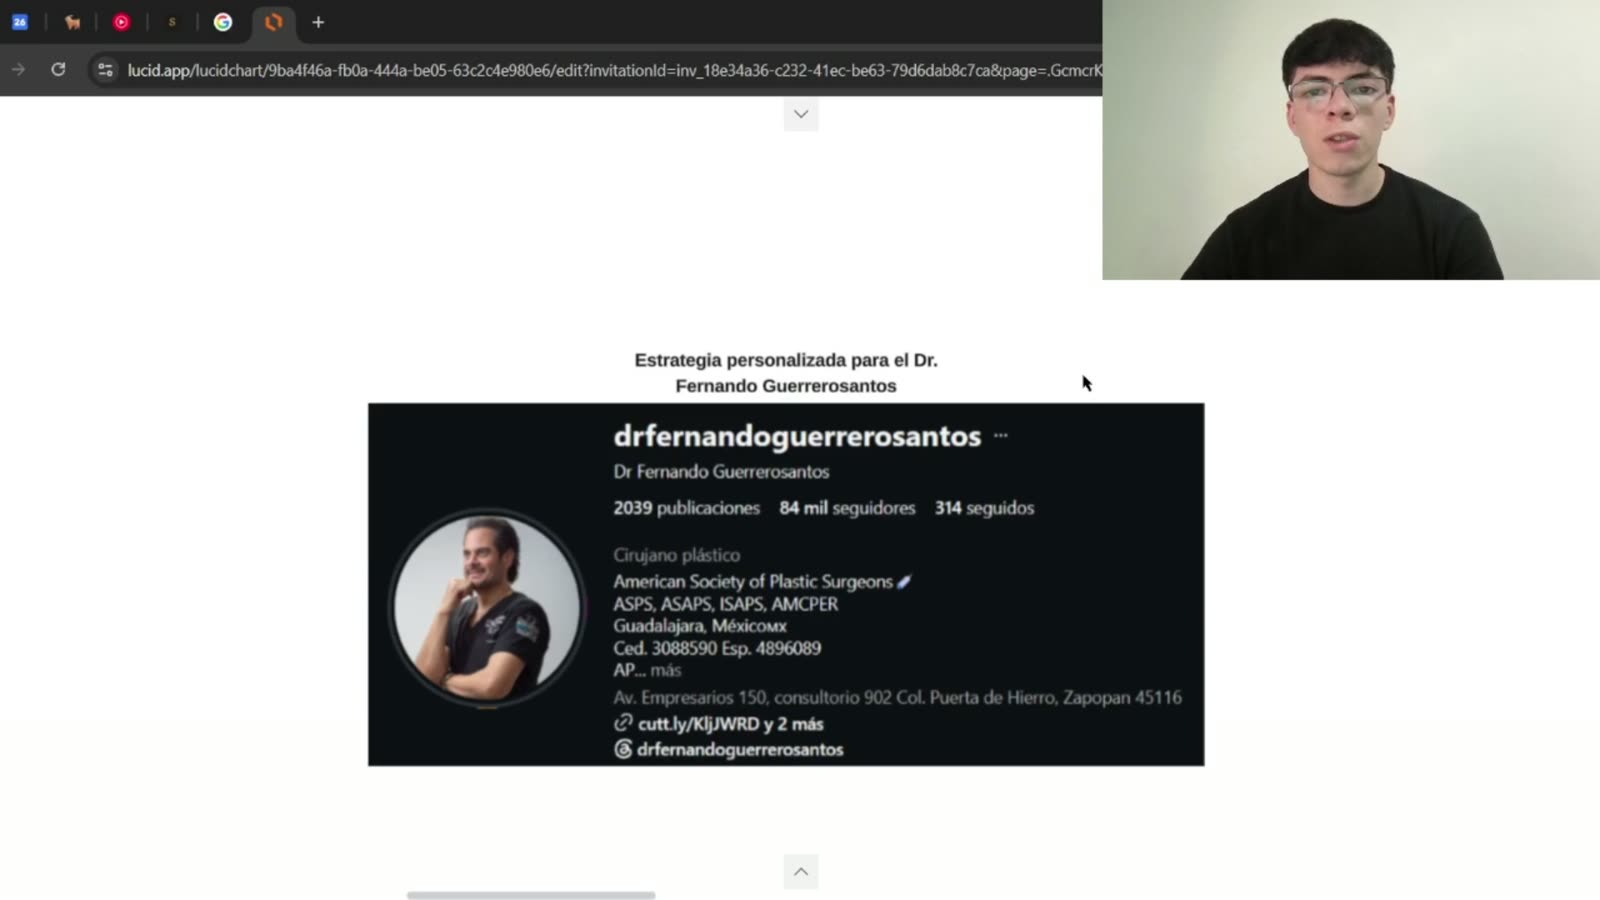 26
lucid.app/lucidchart/9ba4f46a-fb0a-444a-be05-63c2c4e980e6/edit?invitationId=inv_18e34a36-c232-41ec-be63-79d6dab8c7ca&page=.GcmcrK
Estrategia personalizada para el Dr.
Fernando Guerrerosantos
drfernandoguerrerosantos ...
Dr Fernando Guerrerosantos
2039 publicaciones 84 mil seguidores 314 seguidos
Cirujano plástico
American Society of Plastic Surgeons
ASPS, ASAPS, ISAPS, AMCPER
Guadalajara, MéxicoMX
Ced. 3088590 Esp. 4896089
AP... más
Av. Empresarios 150, consultorio 902 Col. Puerta de Hierro, Zapopan 45116
cutt.ly/KljJWRD y 2 más
drfernandoguerrerosantos